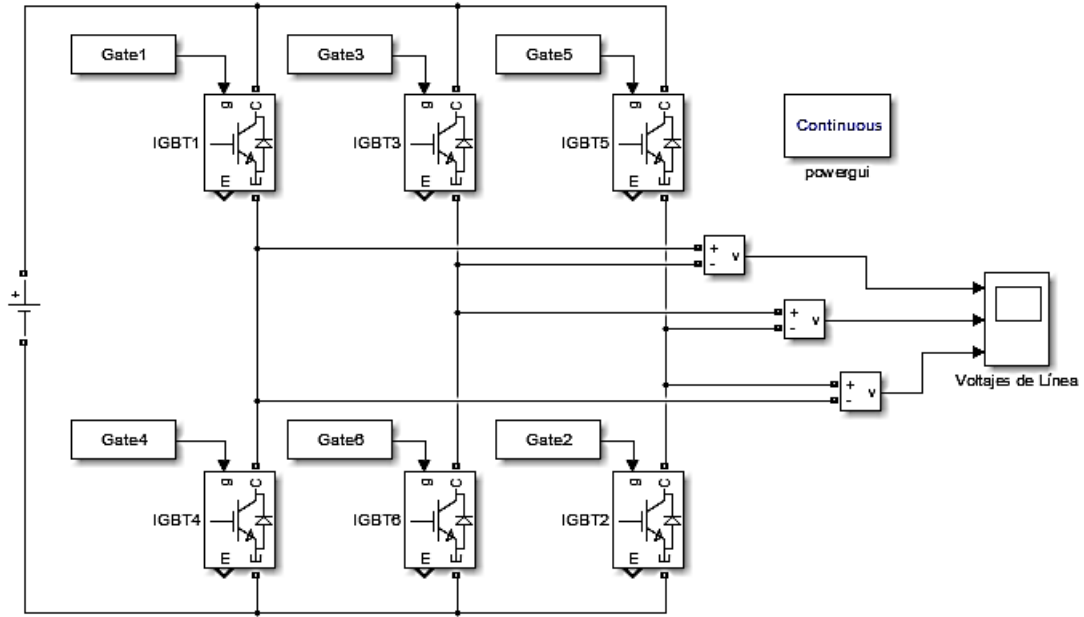 Gate1
Gate3
Gate5
g
C
g
C
g
C
Continuous
IGBT1
IGBT3
IGBT5
powergui
E
E
E
E
E
E
+
-
v
+
+
-
v
Voltajes de Línea
+
-
v
Gate4
Gate6
Gate2
g
C
g
C
g
C
IGBT4
IGBT6
IGBT2
E
E
E
E
E
E